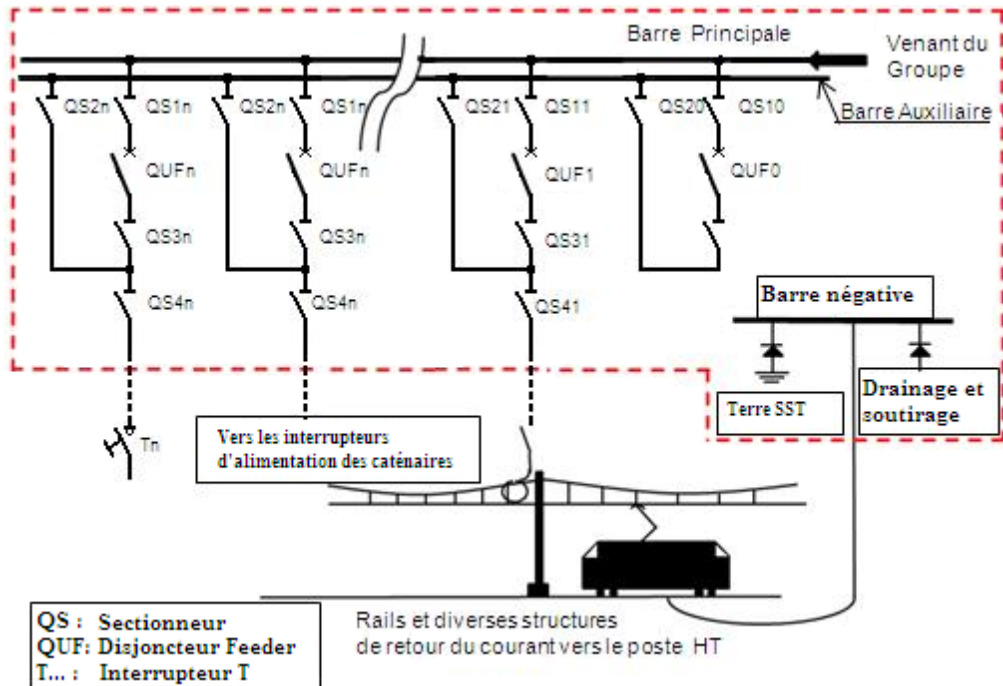 Barre Principale
Venant du
Groupe
Barre Auxiliaire
QS2n
QS1n
QS2n
QS1n
QS21
QS11
QS20
QS10
QUFn
QUFn
QUF1
QUF0
QS3n
QS3n
QS31
QS4n
QS4n
QS41
Barre négative
Terre SST
Drainage et
soutirage
Tn
Vers les interrupteurs
d'alimentation des caténaires
QS : Sectionneur
QUF: Disjoncteur Feeder
T... : Interrupteur T
Rails et diverses structures
de retour du courant vers le poste HT